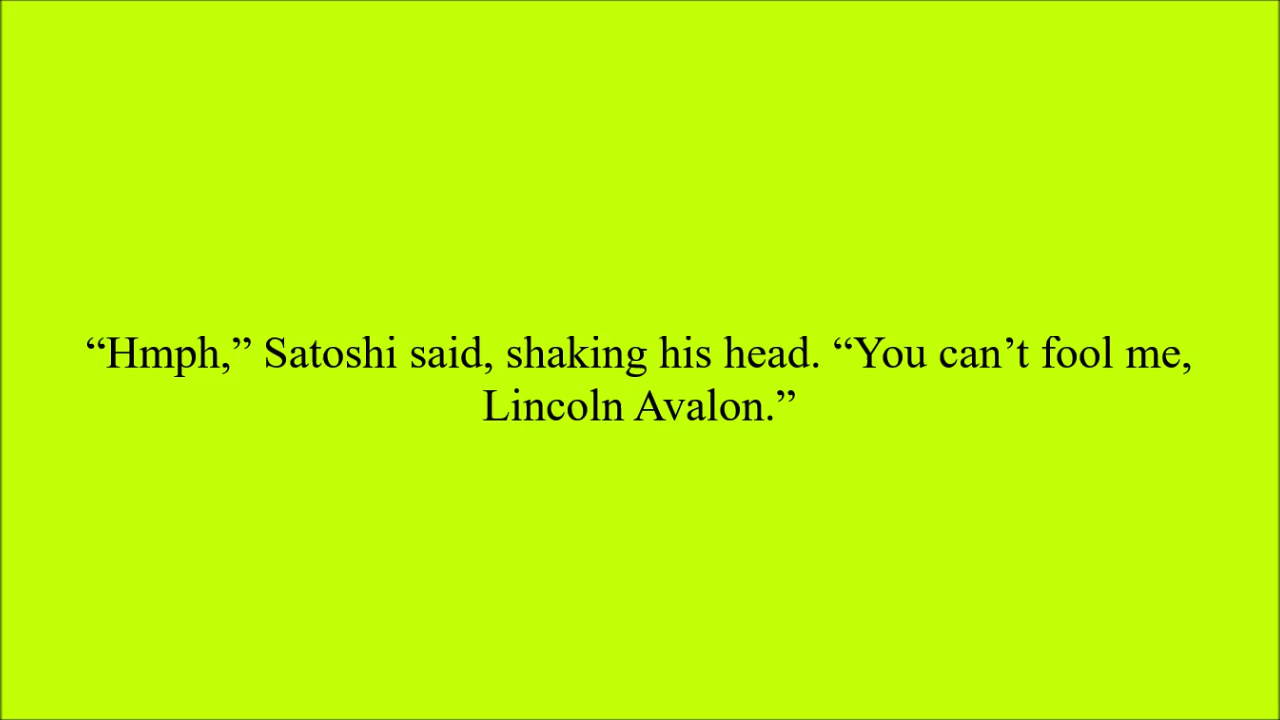 “Hmph,” Satoshi said, shaking his head. “You can’t fool me,
Lincoln Avalon.”